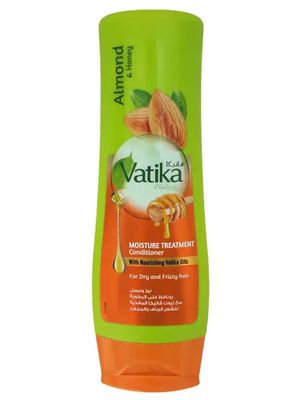 Almond
& Honey
فاتيكا
Vatika
MOISTURE TREATMENT
Conditioner
With Nourishing Vatika Oils
For Dry and Frizzy hair
لوز وعسل
يحافظ على الرطوبة
مع زيوت ڤاتيكا المغذية
للشعر الجاف والمجعد